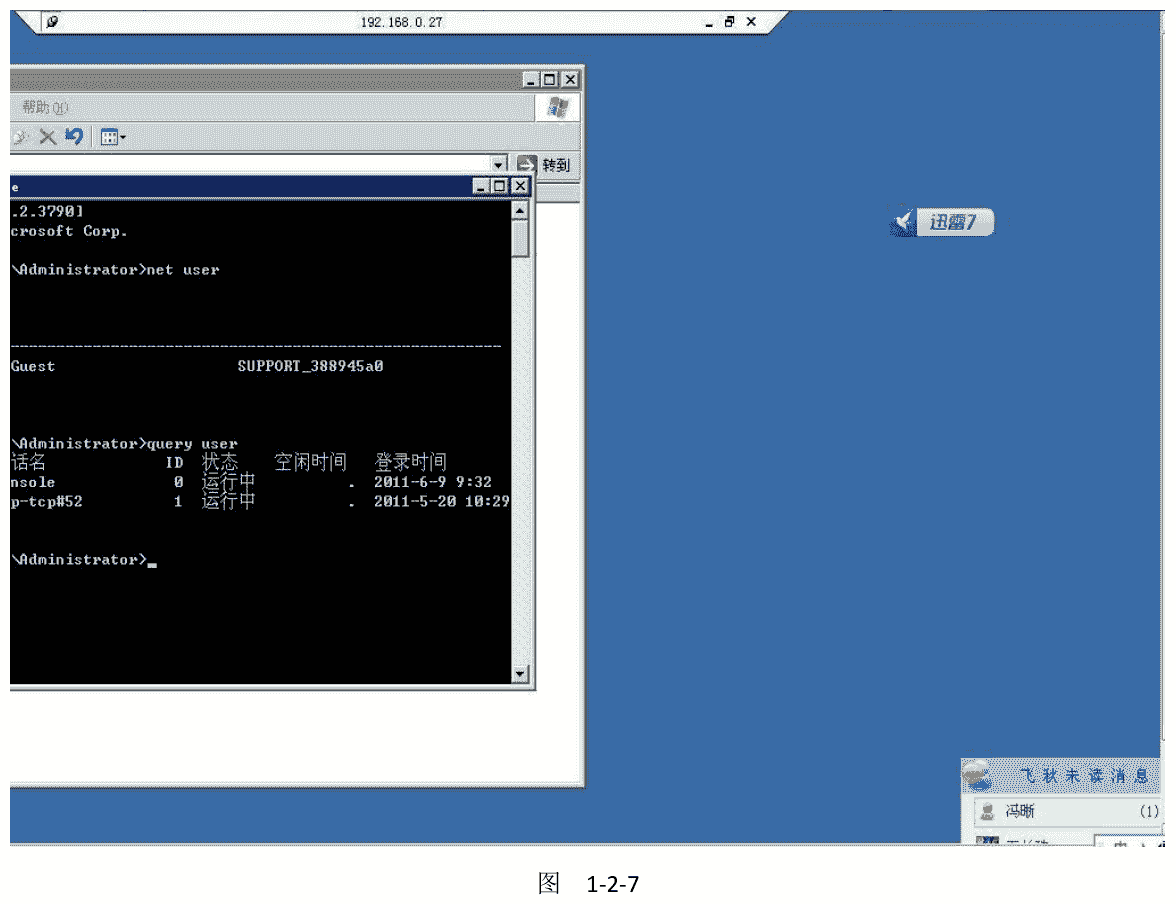 192.168.0.27
帮助(H)
转到
e
.2.3790]
crosoft Corp.
\Administrator>net user
-------------------------------------------------------------------------------
Guest SUPPORT_388945a0
\Administrator>query user
话名 ID 状态 空闲时间 登录时间
nsole 0 运行中 . 2011-6-9 9:32
p-tcp#52 1 运行中 . 2011-5-20 10:29
\Administrator>_
迅雷7
飞秋未读消息
冯晰 (1)
图 1-2-7